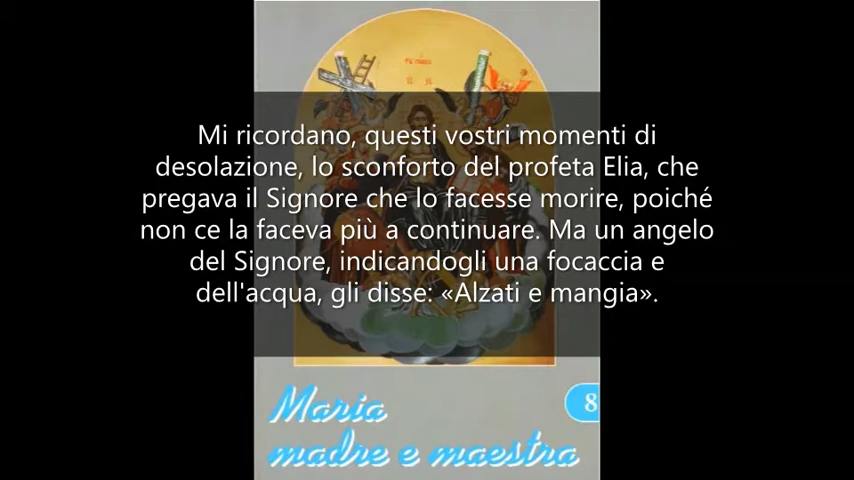 Mi ricordano, questi vostri momenti di
desolazione, lo sconforto del profeta Elia, che
pregava il Signore che lo facesse morire, poiché
non ce la faceva più a continuare. Ma un angelo
del Signore, indicandogli una focaccia e
dell'acqua, gli disse: «Alzati e mangia».
Maria
8
madre e maestra